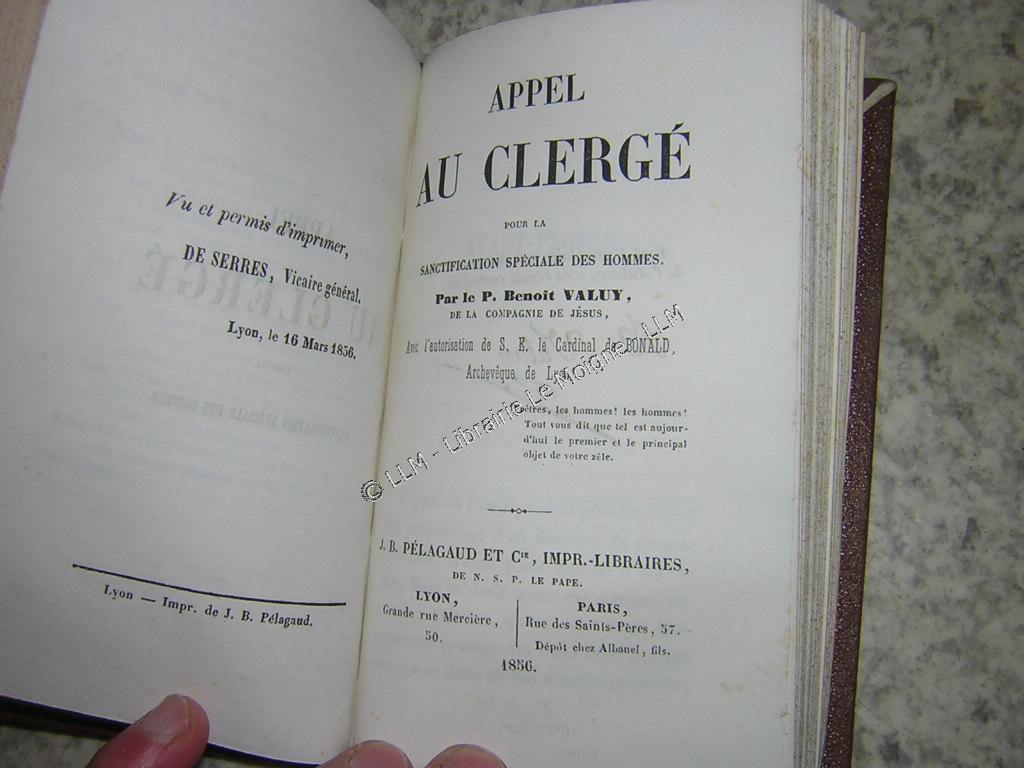 Vu et permis d'imprimer,
DE SERRES, Vicaire général.
Lyon, le 16 Mars 1856.
Lyon — Impr. de J. B. Pélagaud.
APPEL
AU CLERGÉ
POUR LA
SANCTIFICATION SPÉCIALE DES HOMMES.
Par le P. Benoit VALUY,
DE LA COMPAGNIE DE JÉSUS,
Avec l'autorisation de S. E. le Cardinal de BONALD,
Archevêque de Lyon
Prêtres, les hommes! les hommes!
Tout vous dit que tel est aujour-
d'hui le premier et le principal
objet de votre zèle.
J. B. PÉLAGAUD ET Cie, IMPR.-LIBRAIRES,
DE N. S. P. LE PAPE.
LYON,
Grande rue Mercière,
50.
PARIS,
Rue des Saints-Pères, 57.
Dépôt chez Albanel, fils.
1856.
© LLM - Librairie Le Moigne - LLM